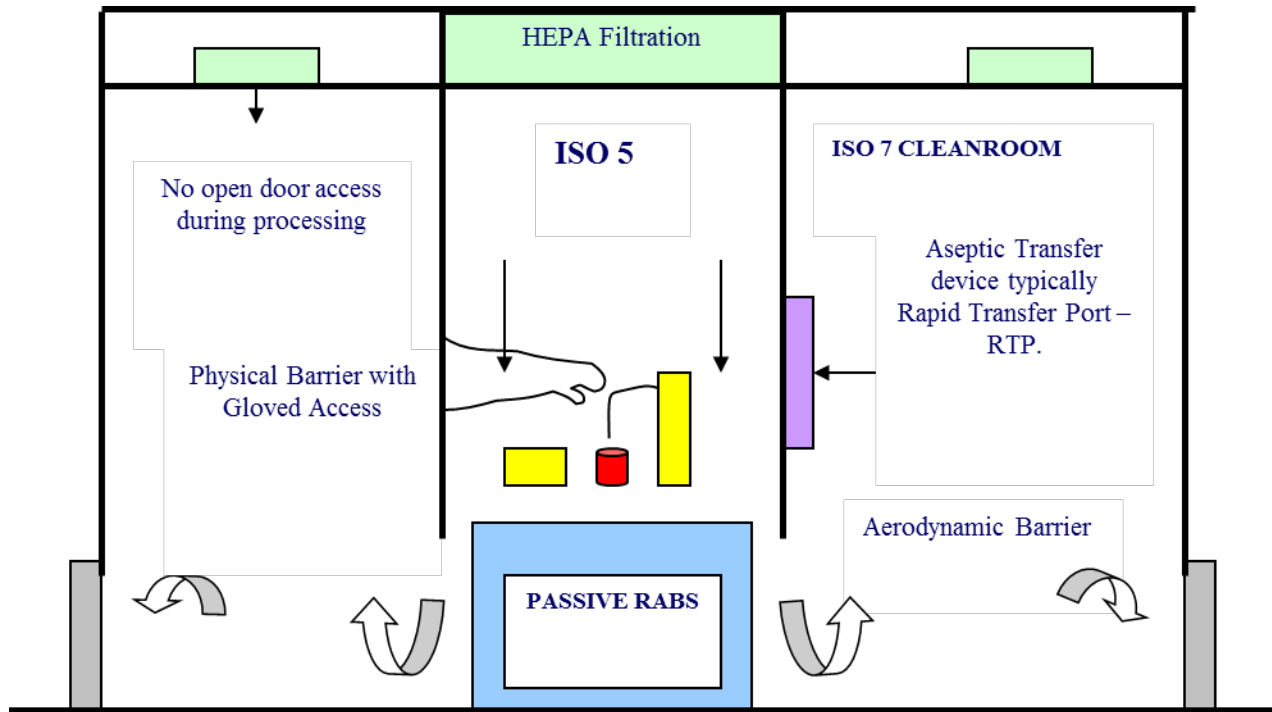 HEPA Filtration
ISO 5
ISO 7 CLEANROOM
No open door access
during processing
Aseptic Transfer
device typically
Rapid Transfer Port –
RTP.
Physical Barrier with
Gloved Access
Aerodynamic Barrier
PASSIVE RABS